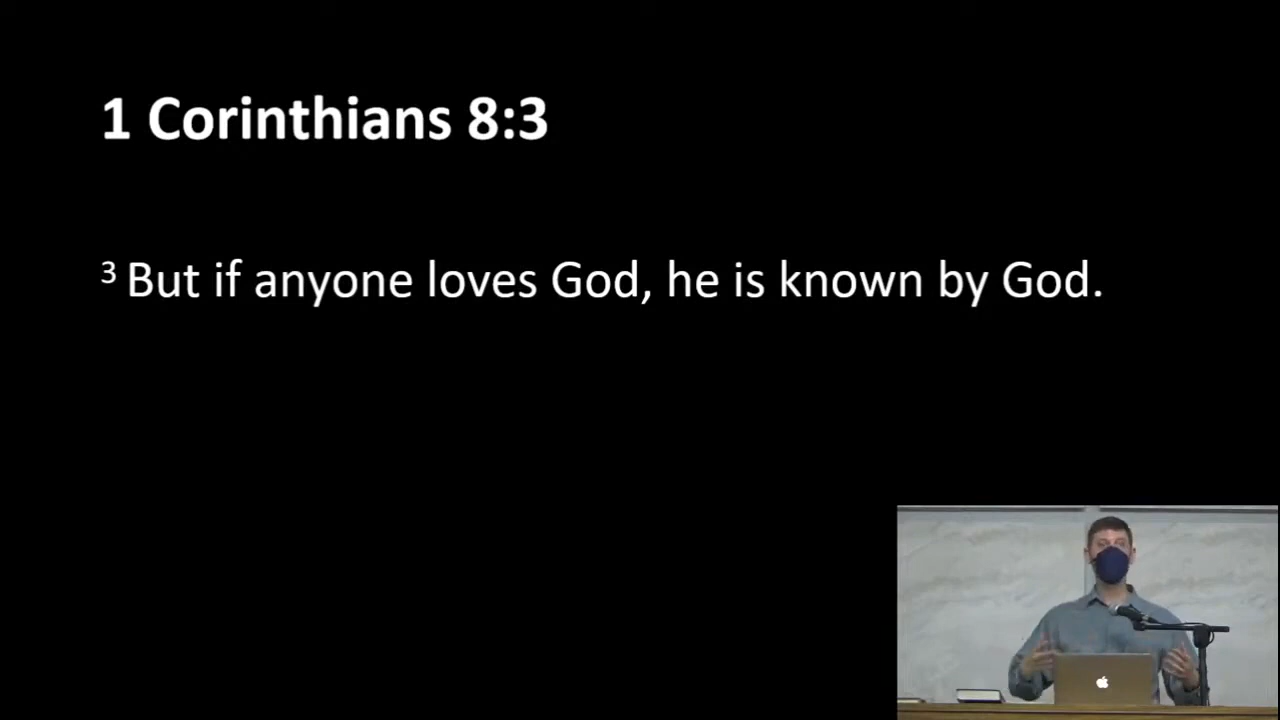 1 Corinthians 8:3
3 But if anyone loves God, he is known by God.